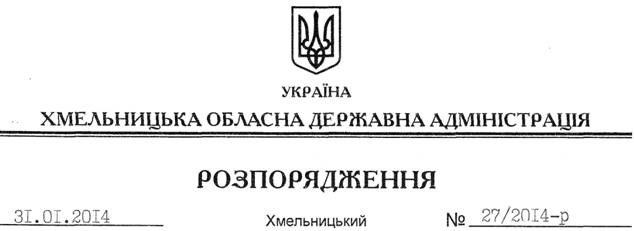 УКРАЇНА
ХМЕЛЬНИЦЬКА ОБЛАСНА ДЕРЖАВНА АДМІНІСТРАЦІЯ
РОЗПОРЯДЖЕННЯ
31.01.2014 Хмельницький № 27/2014-р